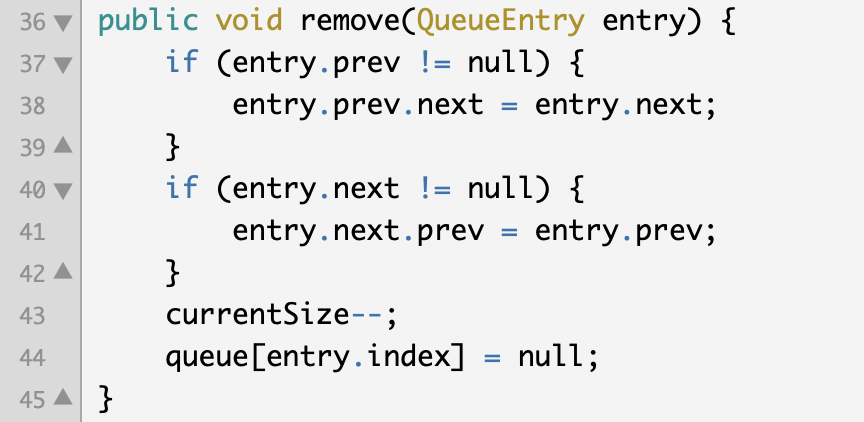 36 ▼ public void remove(QueueEntry entry) {
37 ▼     if (entry.prev != null) {
38           entry.prev.next = entry.next;
39 ▲     }
40 ▼     if (entry.next != null) {
41           entry.next.prev = entry.prev;
42 ▲     }
43       currentSize--;
44       queue[entry.index] = null;
45 ▲ }